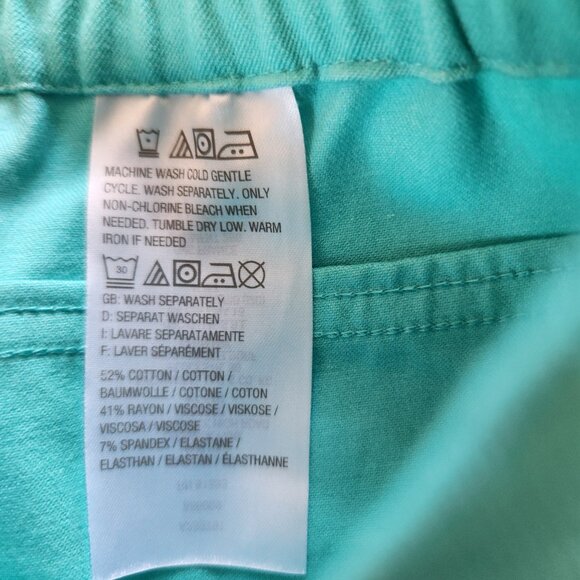 MACHINE WASH COLD GENTLE
CYCLE. WASH SEPARATELY. ONLY
NON-CHLORINE BLEACH WHEN
NEEDED. TUMBLE DRY LOW. WARM
IRON IF NEEDED
30
GB: WASH SEPARATELY
D: SEPARAT WASCHEN
I: LAVARE SEPARATAMENTE
F: LAVER SÉPARÉMENT
52% COTTON / COTTON /
BAUMWOLLE / COTONE / COTON
41% RAYON / VISCOSE / VISKOSE /
VISCOSA / VISCOSE
7% SPANDEX / ELASTANE /
ELASTHAN / ELASTAN / ÉLASTHANNE